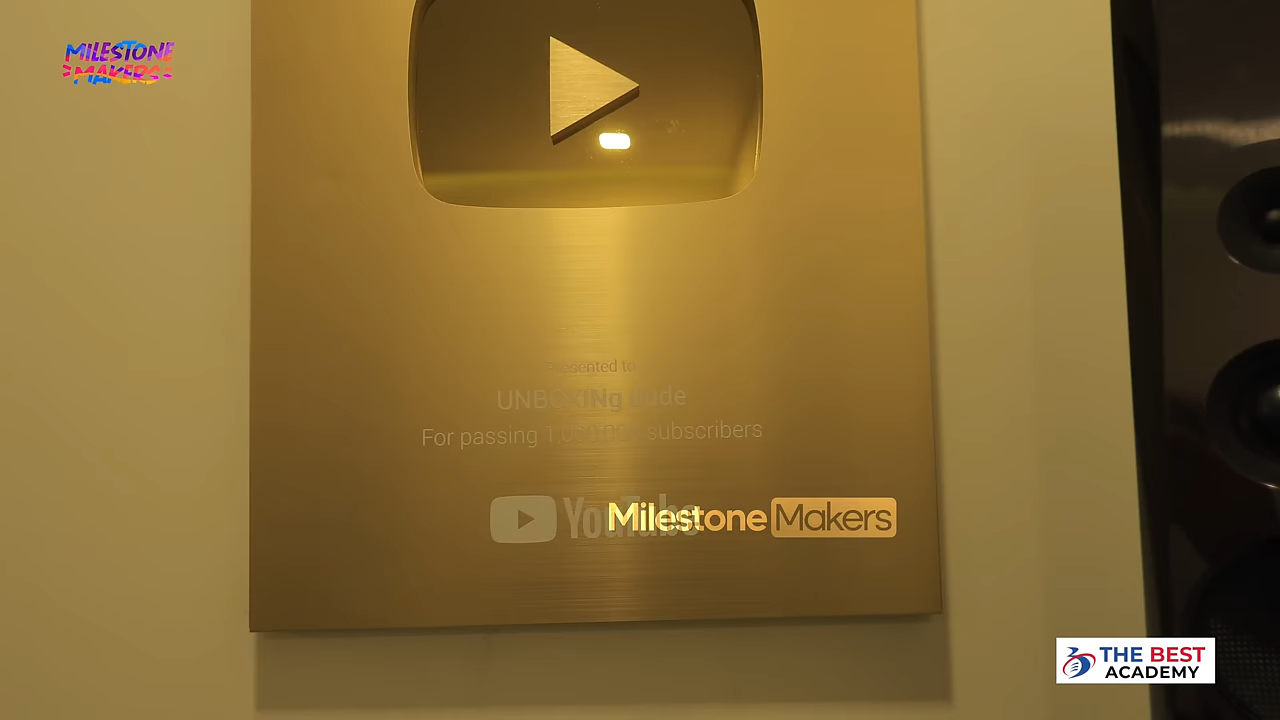 MILESTONE
MAKERS
Presented to
UNBOXINg dude
For passing 1,000,000 subscribers
YouTube
Milestone Makers
THE BEST
ACADEMY